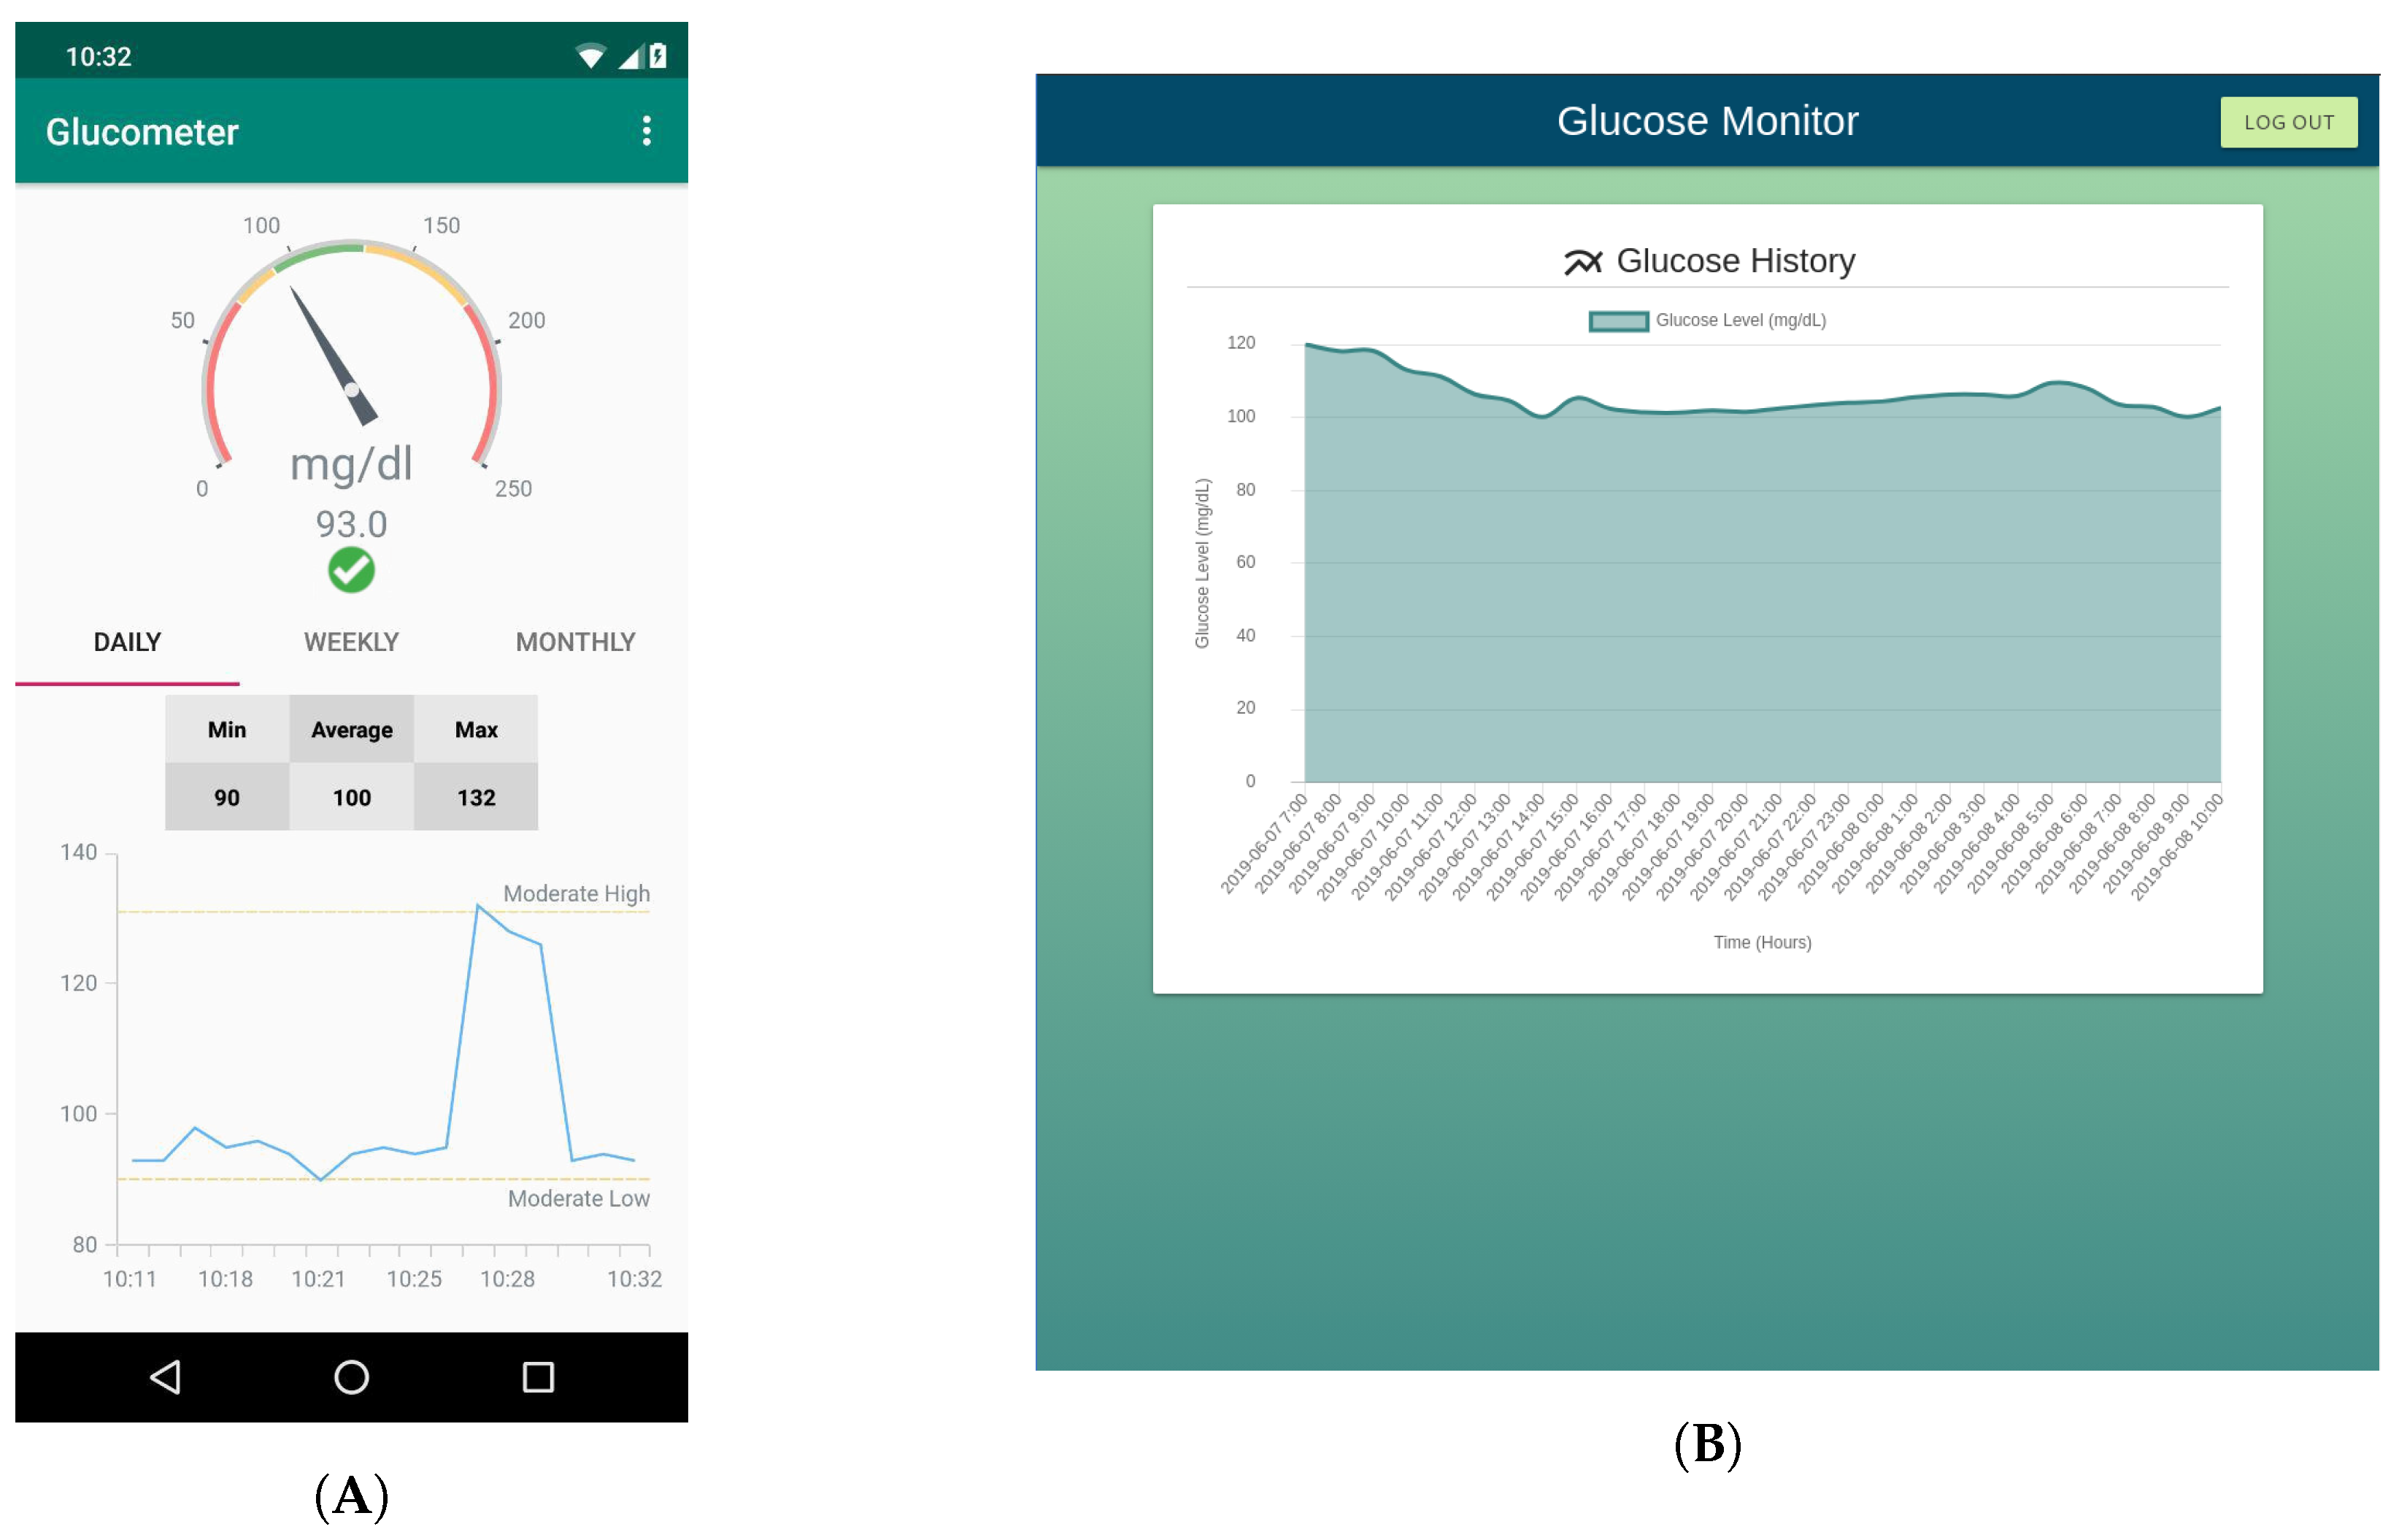 10:32
Glucometer
100 150
50 200
0 250
mg/dl
93.0
DAILY WEEKLY MONTHLY
Min Average Max
90 100 132
140
Moderate High
120
100
Moderate Low
80
10:11 10:18 10:21 10:25 10:28 10:32
(A)
Glucose Monitor
LOG OUT
Glucose History
Glucose Level (mg/dL)
120
100
80
60
40
20
0
Glucose Level (mg/dL)
2019-06-07 7:00
2019-06-07 8:00
2019-06-07 9:00
2019-06-07 10:00
2019-06-07 11:00
2019-06-07 12:00
2019-06-07 13:00
2019-06-07 14:00
2019-06-07 15:00
2019-06-07 16:00
2019-06-07 17:00
2019-06-07 18:00
2019-06-07 19:00
2019-06-07 20:00
2019-06-07 21:00
2019-06-07 22:00
2019-06-07 23:00
2019-06-08 0:00
2019-06-08 1:00
2019-06-08 2:00
2019-06-08 3:00
2019-06-08 4:00
2019-06-08 5:00
2019-06-08 6:00
2019-06-08 7:00
2019-06-08 8:00
2019-06-08 9:00
2019-06-08 10:00
Time (Hours)
(B)